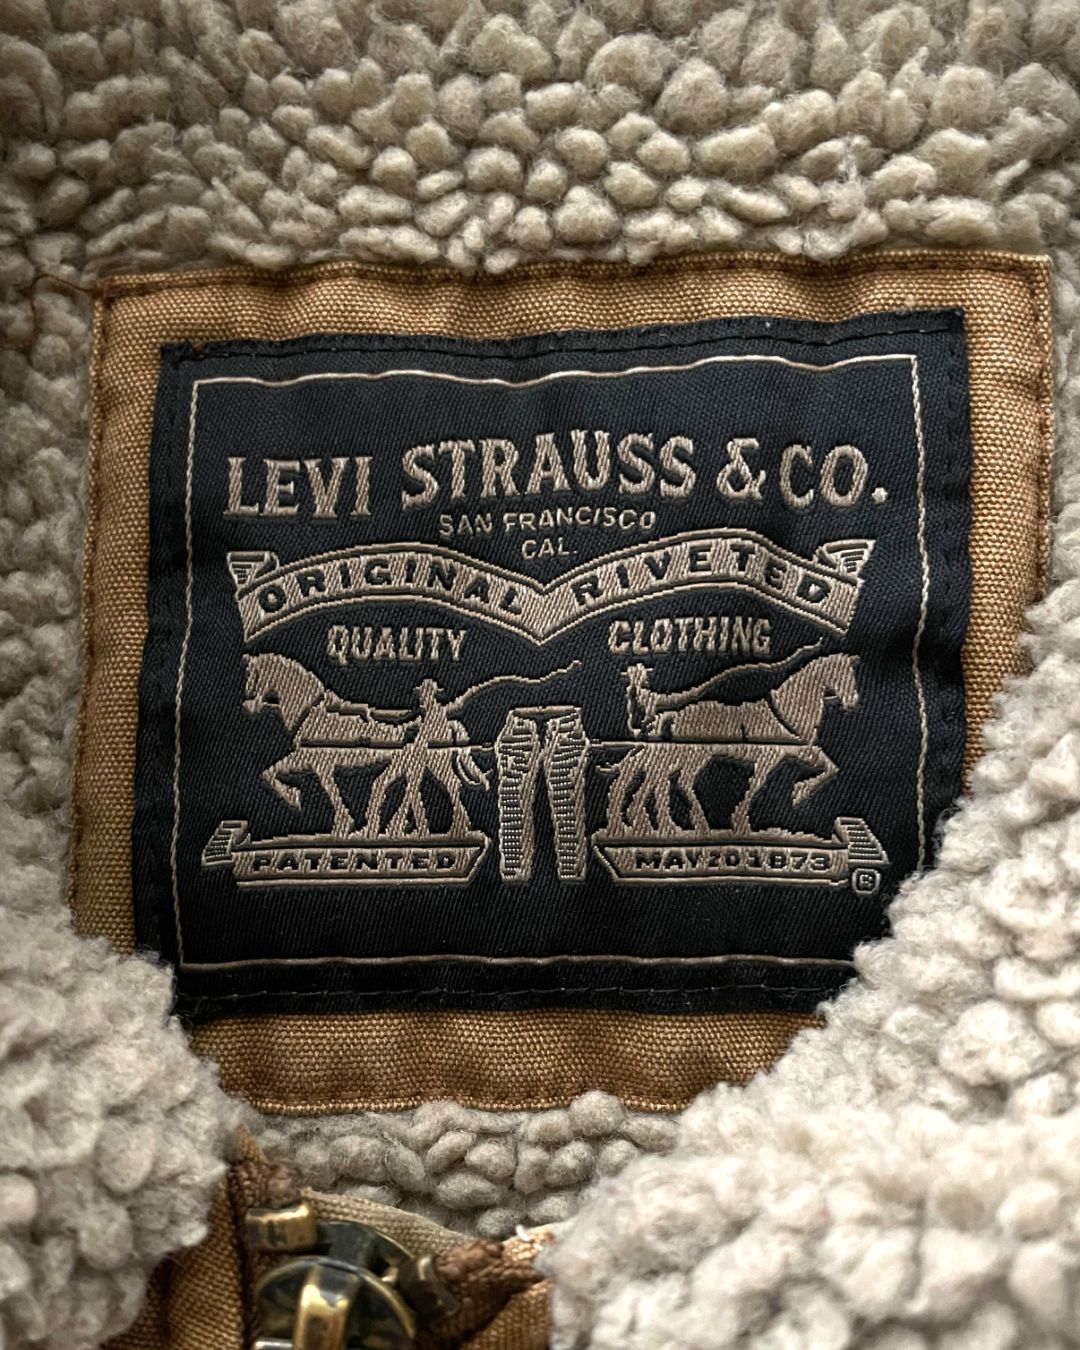 LEVI STRAUSS & CO.
SAN FRANCISCO
CAL.
ORIGINAL RIVETED
QUALITY CLOTHING
PATENTED MAY 20 1873
®